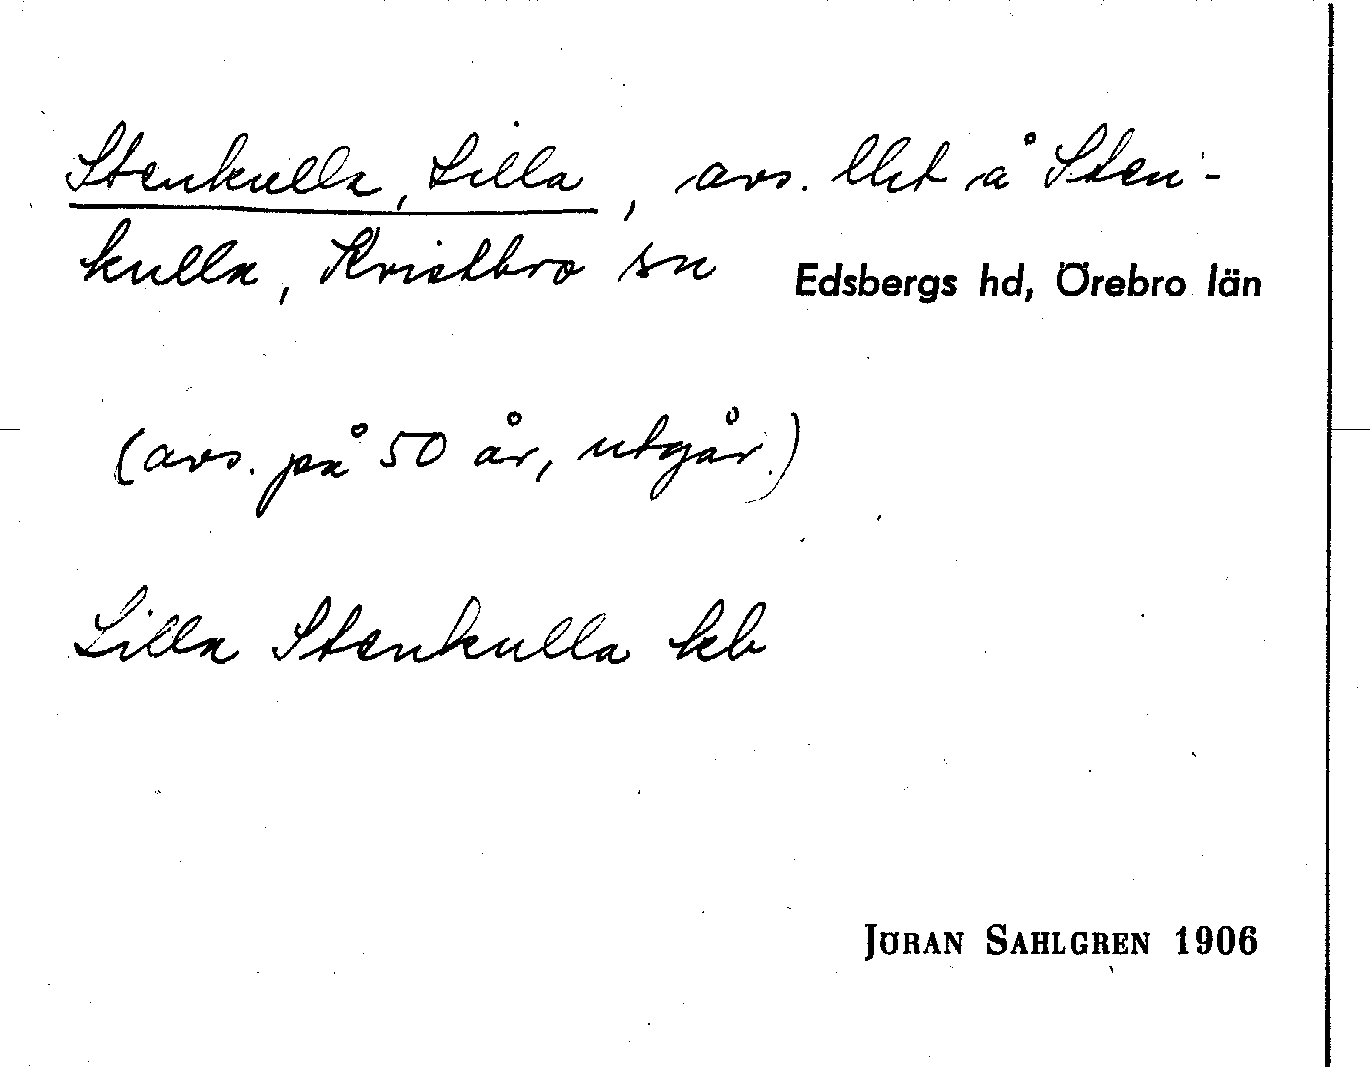 Stenkulla, Lilla, avs. lht å Sten-
kulla, Kvistbro sn Edsbergs hd, Örebro län
(avs. på 50 år, utgår.)
Lilla Stenkulla kb
JÖRAN SAHLGREN 1906